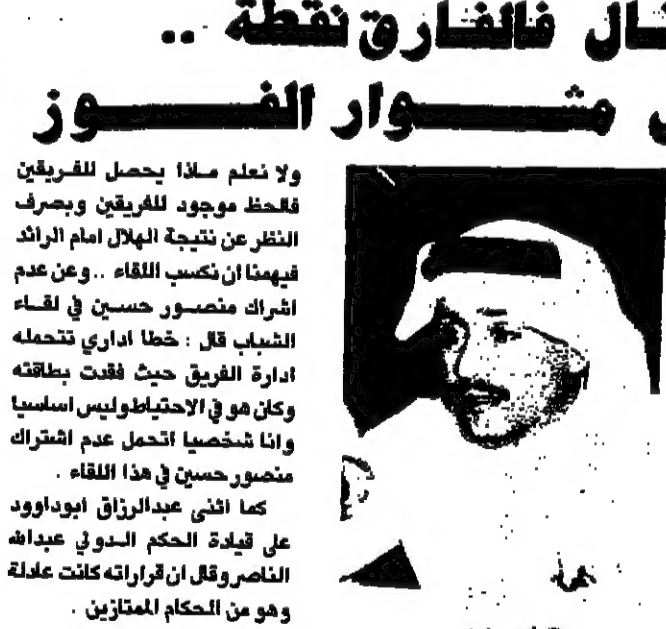 فالفارق نقطة ..
مشوار الفوز
ولا نعلم ماذا يحصل للفريقين
فالحظ موجود للفريقين وبصرف
النظر عن نتيجة الهلال امام الرائد
فيهمنا ان نكسب اللقاء .. وعن عدم
اشراك منصور حسين في لقاء
الشباب قال : خطا اداري تتحمله
ادارة الفريق حيث فقدت بطاقته
وكان هو في الاحتياط وليس اساسيا
وانا شخصيا اتحمل عدم اشتراك
منصور حسين في هذا اللقاء .
كما اثنى عبدالرزاق ابوداوود
على قيادة الحكم الدولي عبدالله
الناصر وقال ان قراراته كانت عادلة
وهو من الحكام الممتازين .